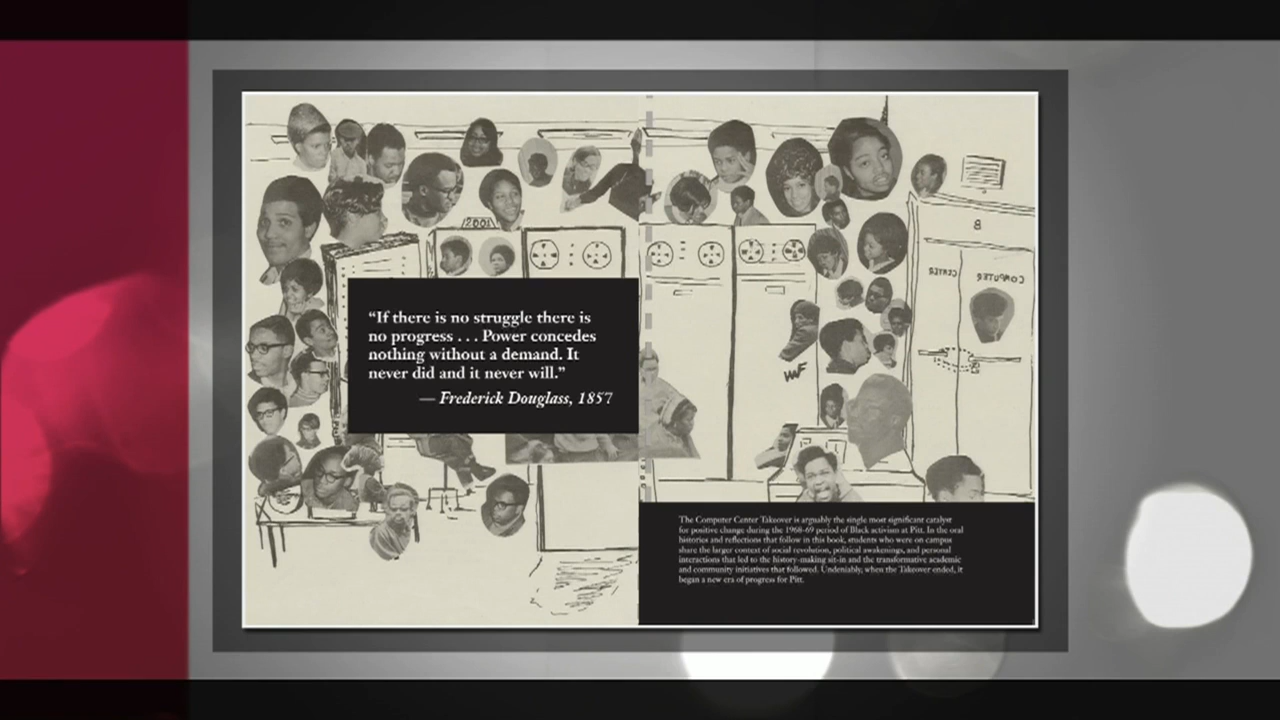 /2001\
"If there is no struggle there is
no progress . . . Power concedes
nothing without a demand. It
never did and it never will."
— Frederick Douglass, 1857
8
CENTER
COMPUTER
The Computer Center Takeover is arguably the single most significant catalyst
for positive change during the 1968-69 period of Black activism at Pitt. In the oral
histories and reflections that follow in this book, students who were on campus
share the larger context of social revolution, political awakenings, and personal
interactions that led to the history-making sit-in and the transformative academic
and community initiatives that followed. Undeniably, when the Takeover ended, it
began a new era of progress for Pitt.